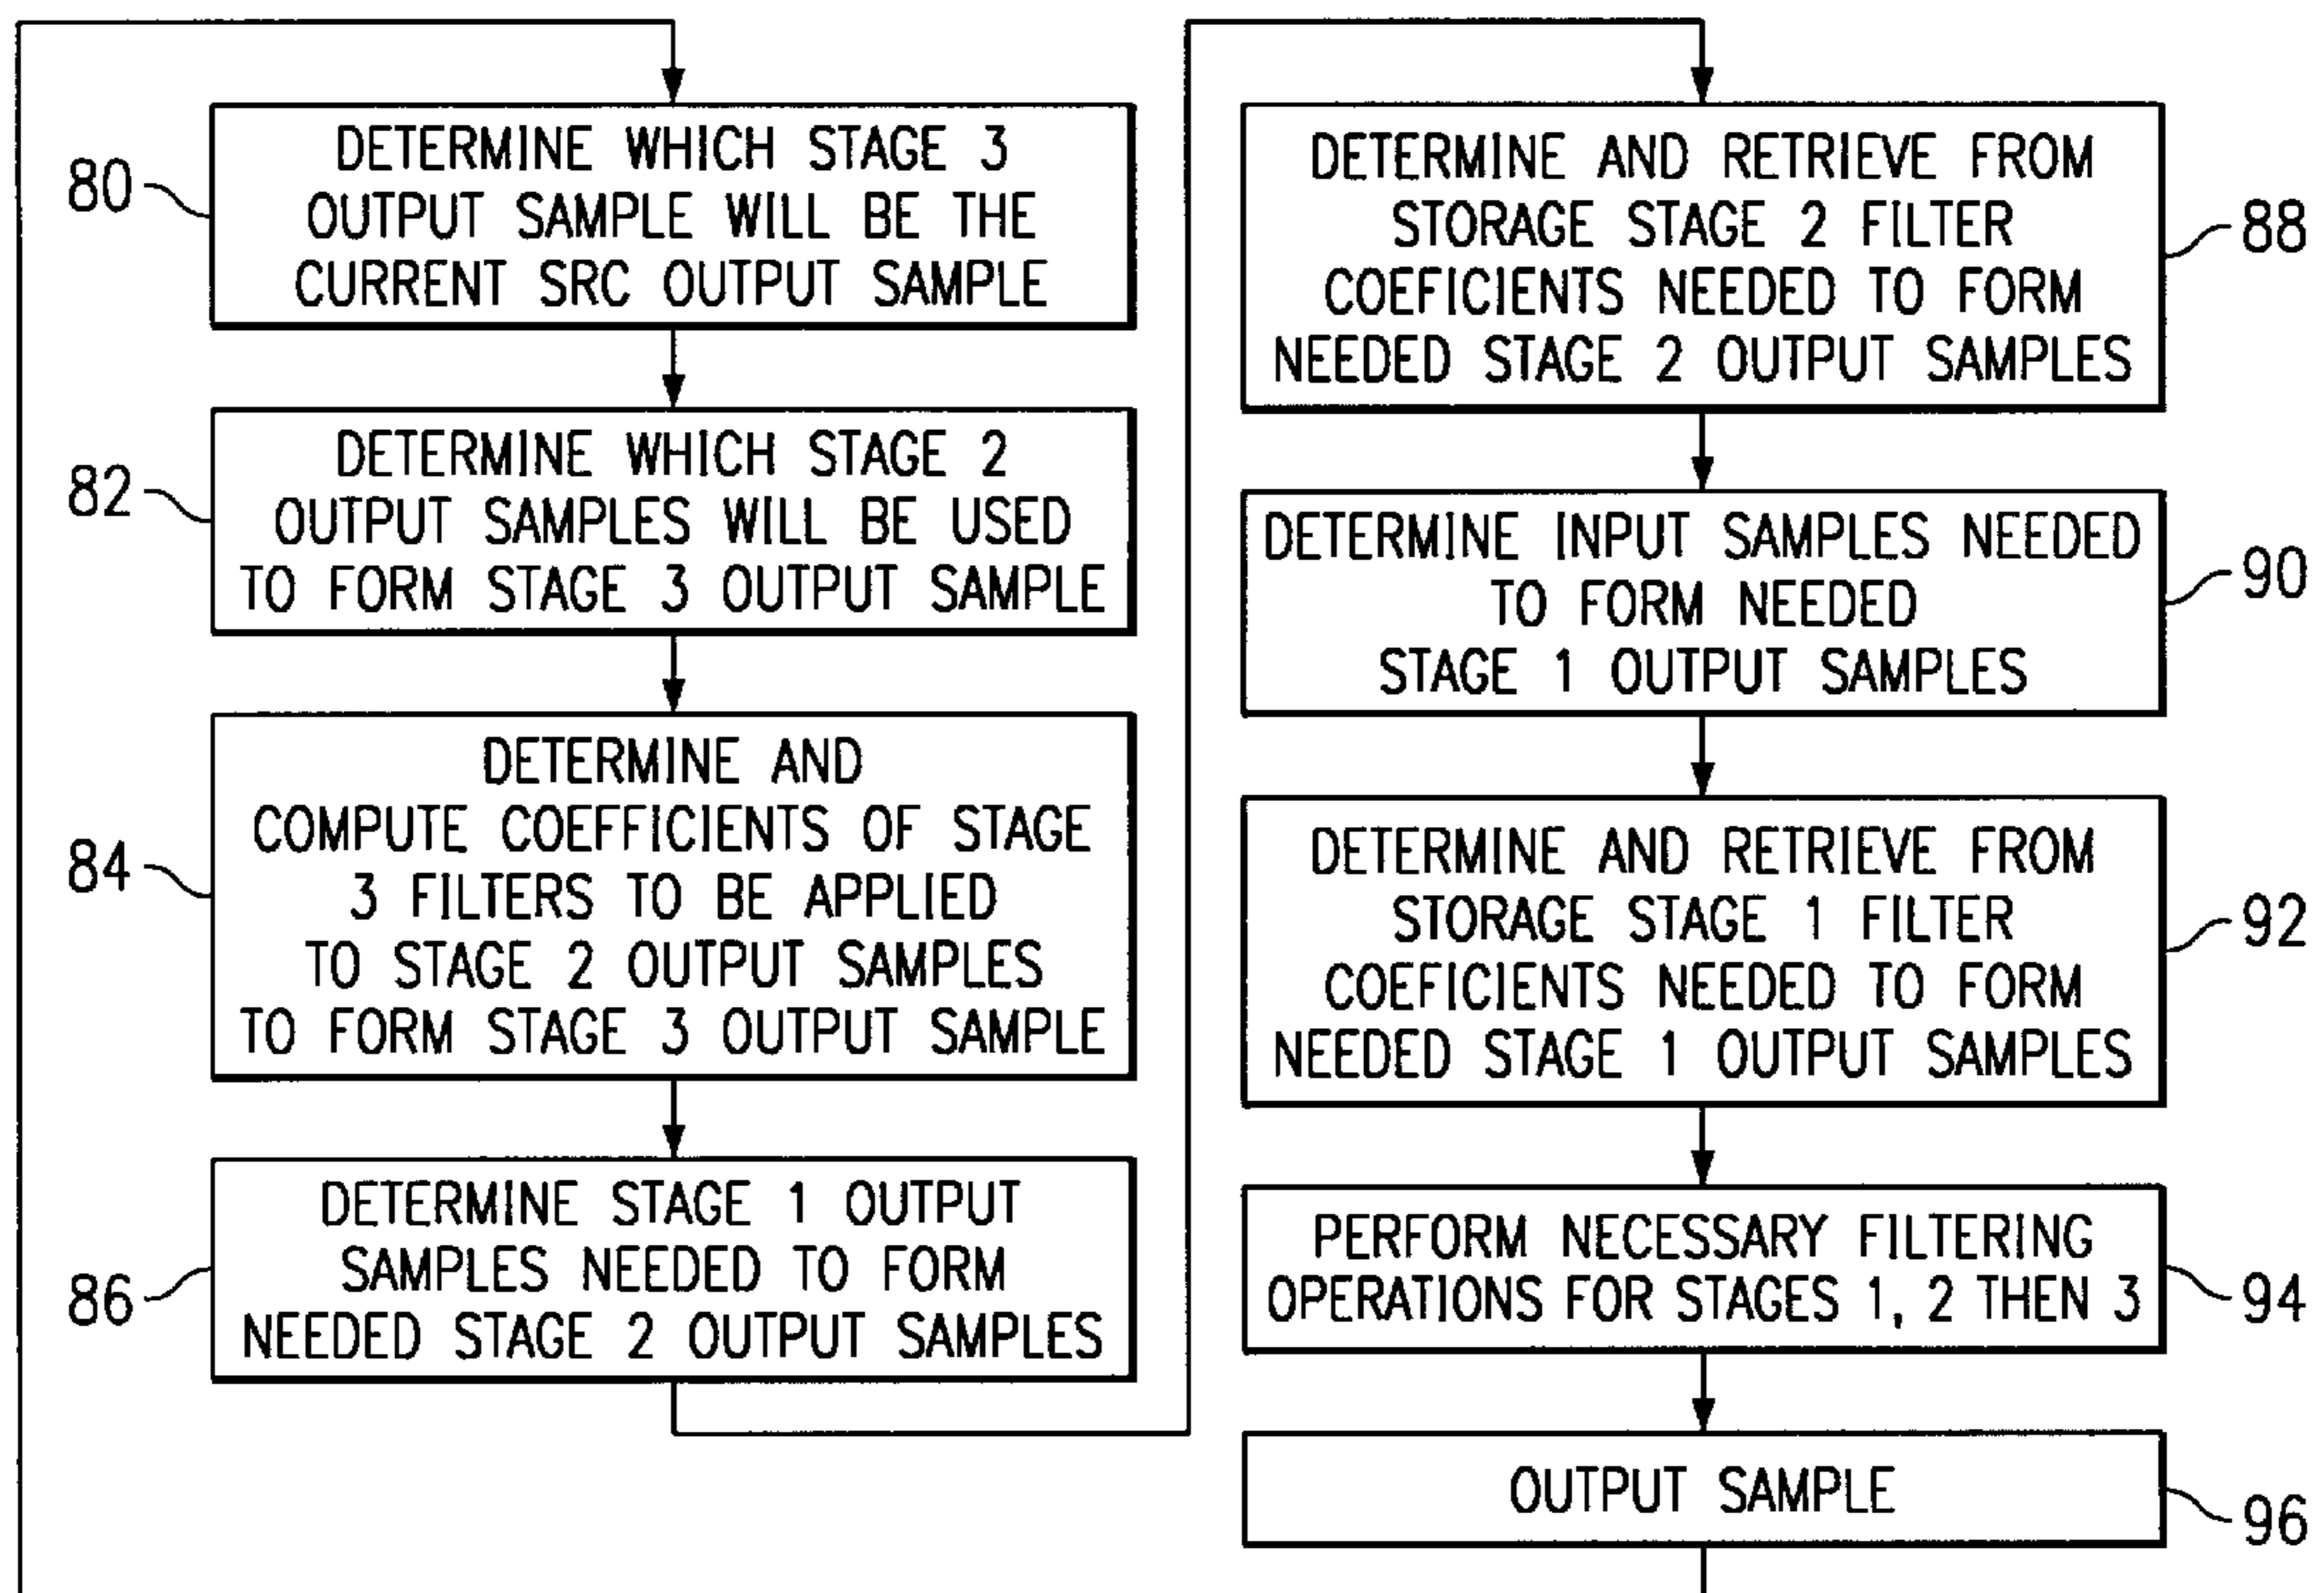 80
DETERMINE WHICH STAGE 3
OUTPUT SAMPLE WILL BE THE
CURRENT SRC OUTPUT SAMPLE
82
DETERMINE WHICH STAGE 2
OUTPUT SAMPLES WILL BE USED
TO FORM STAGE 3 OUTPUT SAMPLE
84
DETERMINE AND
COMPUTE COEFFICIENTS OF STAGE
3 FILTERS TO BE APPLIED
TO STAGE 2 OUTPUT SAMPLES
TO FORM STAGE 3 OUTPUT SAMPLE
86
DETERMINE STAGE 1 OUTPUT
SAMPLES NEEDED TO FORM
NEEDED STAGE 2 OUTPUT SAMPLES
DETERMINE AND RETRIEVE FROM
STORAGE STAGE 2 FILTER
COEFICIENTS NEEDED TO FORM
NEEDED STAGE 2 OUTPUT SAMPLES
88
DETERMINE INPUT SAMPLES NEEDED
TO FORM NEEDED
STAGE 1 OUTPUT SAMPLES
90
DETERMINE AND RETRIEVE FROM
STORAGE STAGE 1 FILTER
COEFICIENTS NEEDED TO FORM
NEEDED STAGE 1 OUTPUT SAMPLES
92
PERFORM NECESSARY FILTERING
OPERATIONS FOR STAGES 1, 2 THEN 3
94
OUTPUT SAMPLE
96